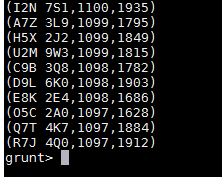 (I2N 7S1,1100,1935)
(A7Z 3L9,1099,1795)
(H5X 2J2,1099,1849)
(U2M 9W3,1099,1815)
(C9B 3Q8,1098,1782)
(D9L 6K0,1098,1903)
(E8K 2E4,1098,1686)
(O5C 2A0,1097,1628)
(Q7T 4K7,1097,1884)
(R7J 4Q0,1097,1912)
grunt>